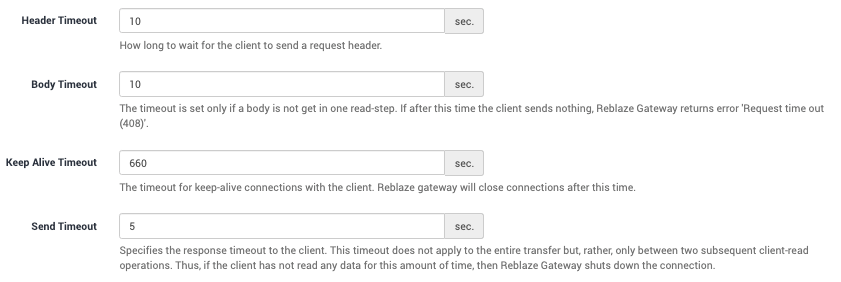 Header Timeout 10 sec.
How long to wait for the client to send a request header.
Body Timeout 10 sec.
The timeout is set only if a body is not get in one read-step. If after this time the client sends nothing, Reblaze Gateway returns error 'Request time out
(408)'.
Keep Alive Timeout 660 sec.
The timeout for keep-alive connections with the client. Reblaze gateway will close connections after this time.
Send Timeout 5 sec.
Specifies the response timeout to the client. This timeout does not apply to the entire transfer but, rather, only between two subsequent client-read
operations. Thus, if the client has not read any data for this amount of time, then Reblaze Gateway shuts down the connection.